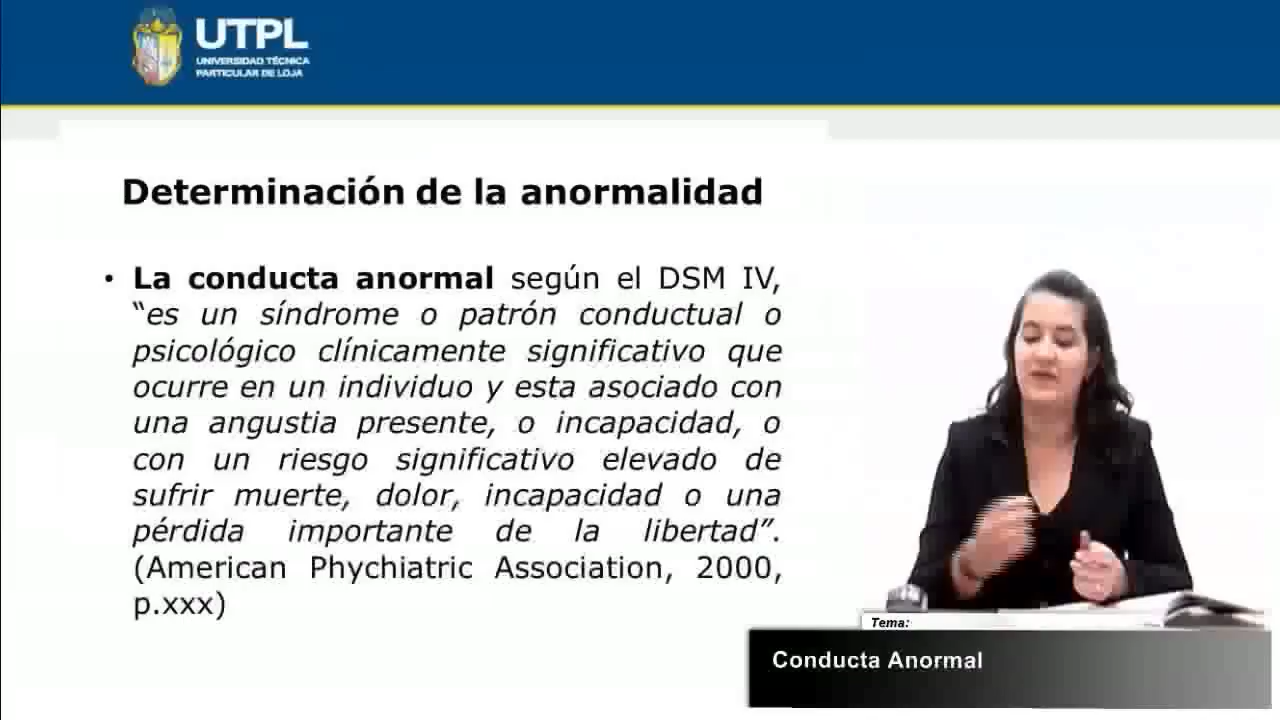 UTPL
UNIVERSIDAD TÉCNICA
PARTICULAR DE LOJA
Determinación de la anormalidad
• La conducta anormal según el DSM IV,
“es un síndrome o patrón conductual o
psicológico clínicamente significativo que
ocurre en un individuo y esta asociado con
una angustia presente, o incapacidad, o
con un riesgo significativo elevado de
sufrir muerte, dolor, incapacidad o una
pérdida importante de la libertad”.
(American Phychiatric Association, 2000,
p.xxx)
Tema:
Conducta Anormal